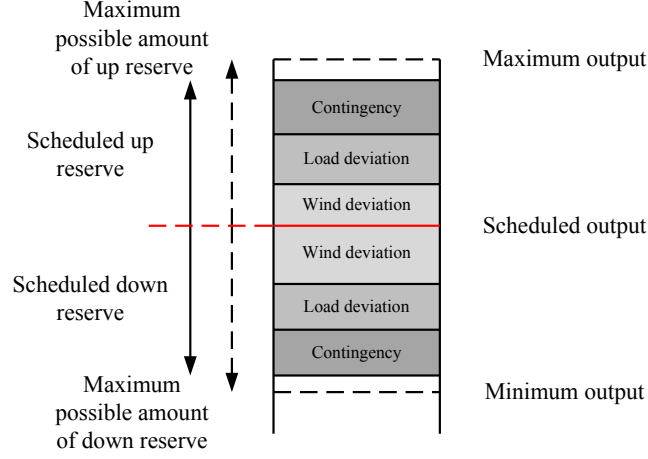 Maximum
possible amount
of up reserve
Maximum output
Contingency
Scheduled up
reserve
Load deviation
Wind deviation
Scheduled output
Wind deviation
Scheduled down
reserve
Load deviation
Contingency
Maximum
possible amount
of down reserve
Minimum output